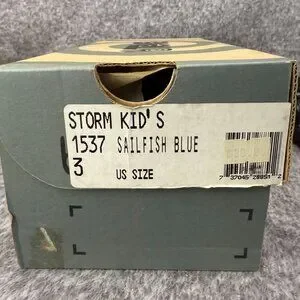 STORM KID'S
1537 SAILFISH BLUE
3 US SIZE